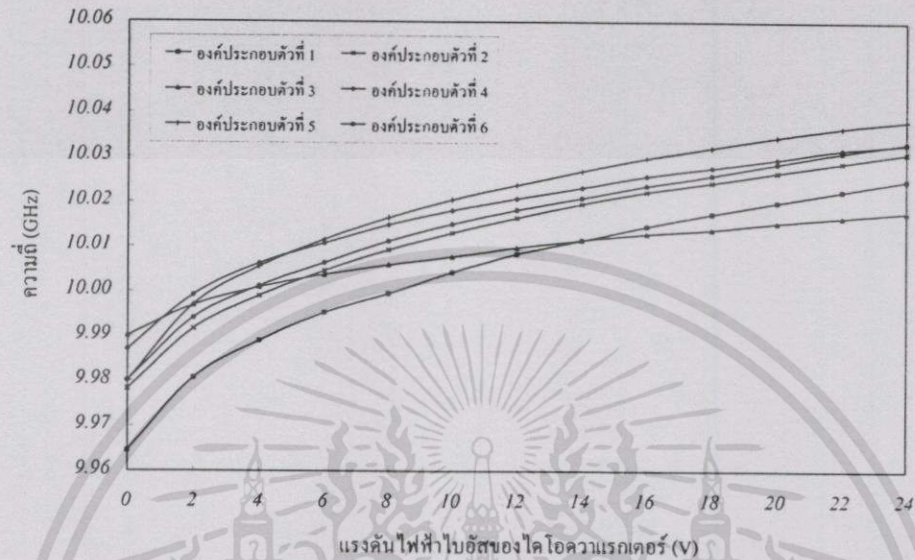 10.06
10.05
10.04
10.03
10.02
10.01
10.00
9.99
9.98
9.97
9.96
ความถี่ (GHz)
องค์ประกอบตัวที่ 1
องค์ประกอบตัวที่ 2
องค์ประกอบตัวที่ 3
องค์ประกอบตัวที่ 4
องค์ประกอบตัวที่ 5
องค์ประกอบตัวที่ 6
0 2 4 6 8 10 12 14 16 18 20 22 24
แรงดันไฟฟ้าไบอัสของไดโอดวาแรกเตอร์ (V)